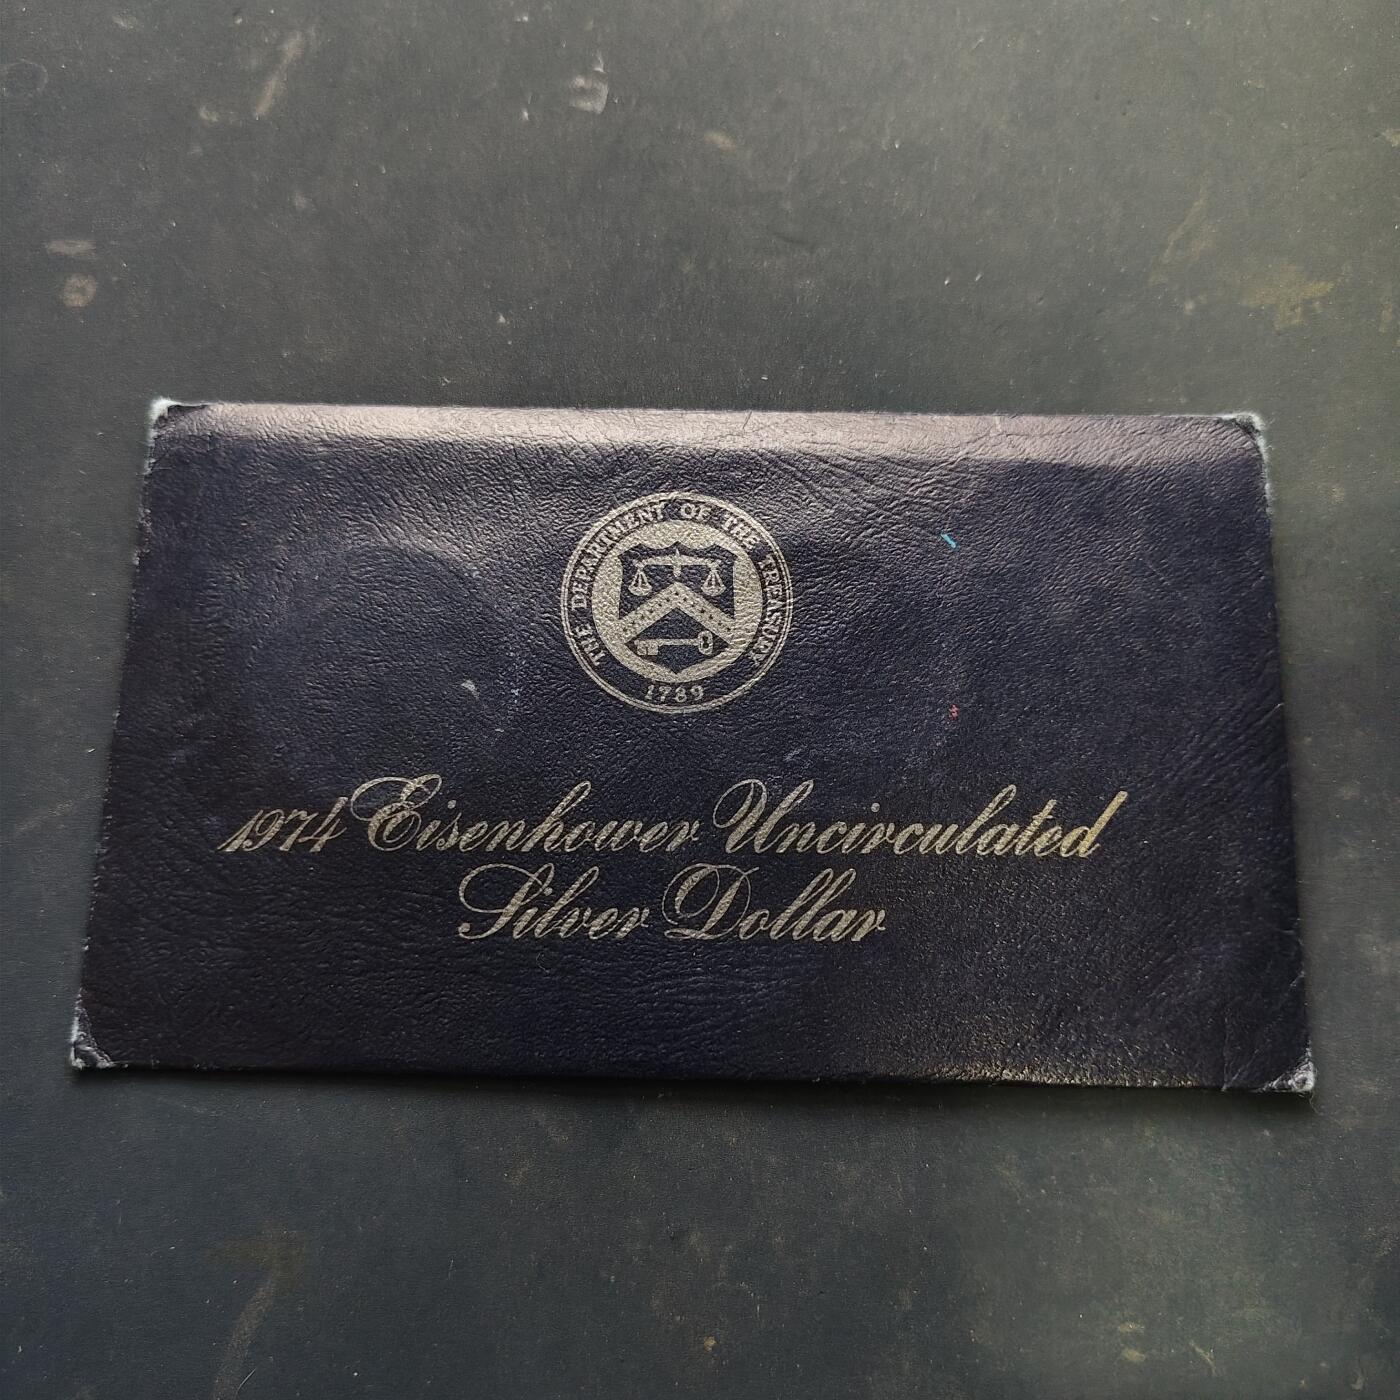 THE DEPARTMENT OF THE TREASURY
1789
1974 Eisenhower Uncirculated
Silver Dollar